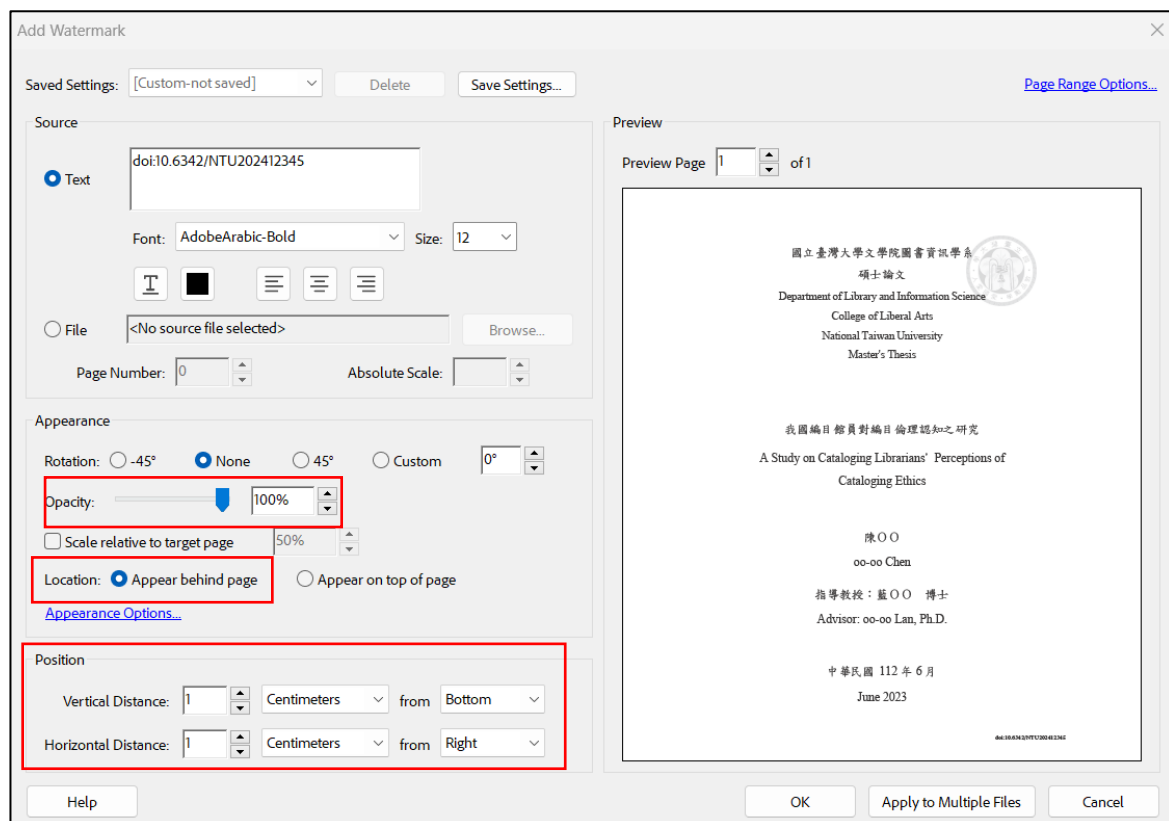 Add Watermark
Saved Settings: [Custom-not saved] Delete Save Settings... Page Range Options...
Source
Text doi:10.6342/NTU202412345
Font: AdobeArabic-Bold Size: 12
File <No source file selected> Browse...
Page Number: 0 Absolute Scale:
Appearance
Rotation: -45° None 45° Custom 0°
Opacity: 100%
Scale relative to target page 50%
Location: Appear behind page Appear on top of page
Appearance Options...
Position
Vertical Distance: 1 Centimeters from Bottom
Horizontal Distance: 1 Centimeters from Right
Preview
Preview Page 1 of 1
國立臺灣大學文學院圖書資訊學系
碩士論文
Department of Library and Information Science
College of Liberal Arts
National Taiwan University
Master's Thesis
我國編目館員對編目倫理認知之研究
A Study on Cataloging Librarians' Perceptions of
Cataloging Ethics
陳OO
oo-oo Chen
指導教授：藍OO 博士
Advisor: oo-oo Lan, Ph.D.
中華民國 112 年 6 月
June 2023
doi:10.6342/NTU202412345
Help OK Apply to Multiple Files Cancel